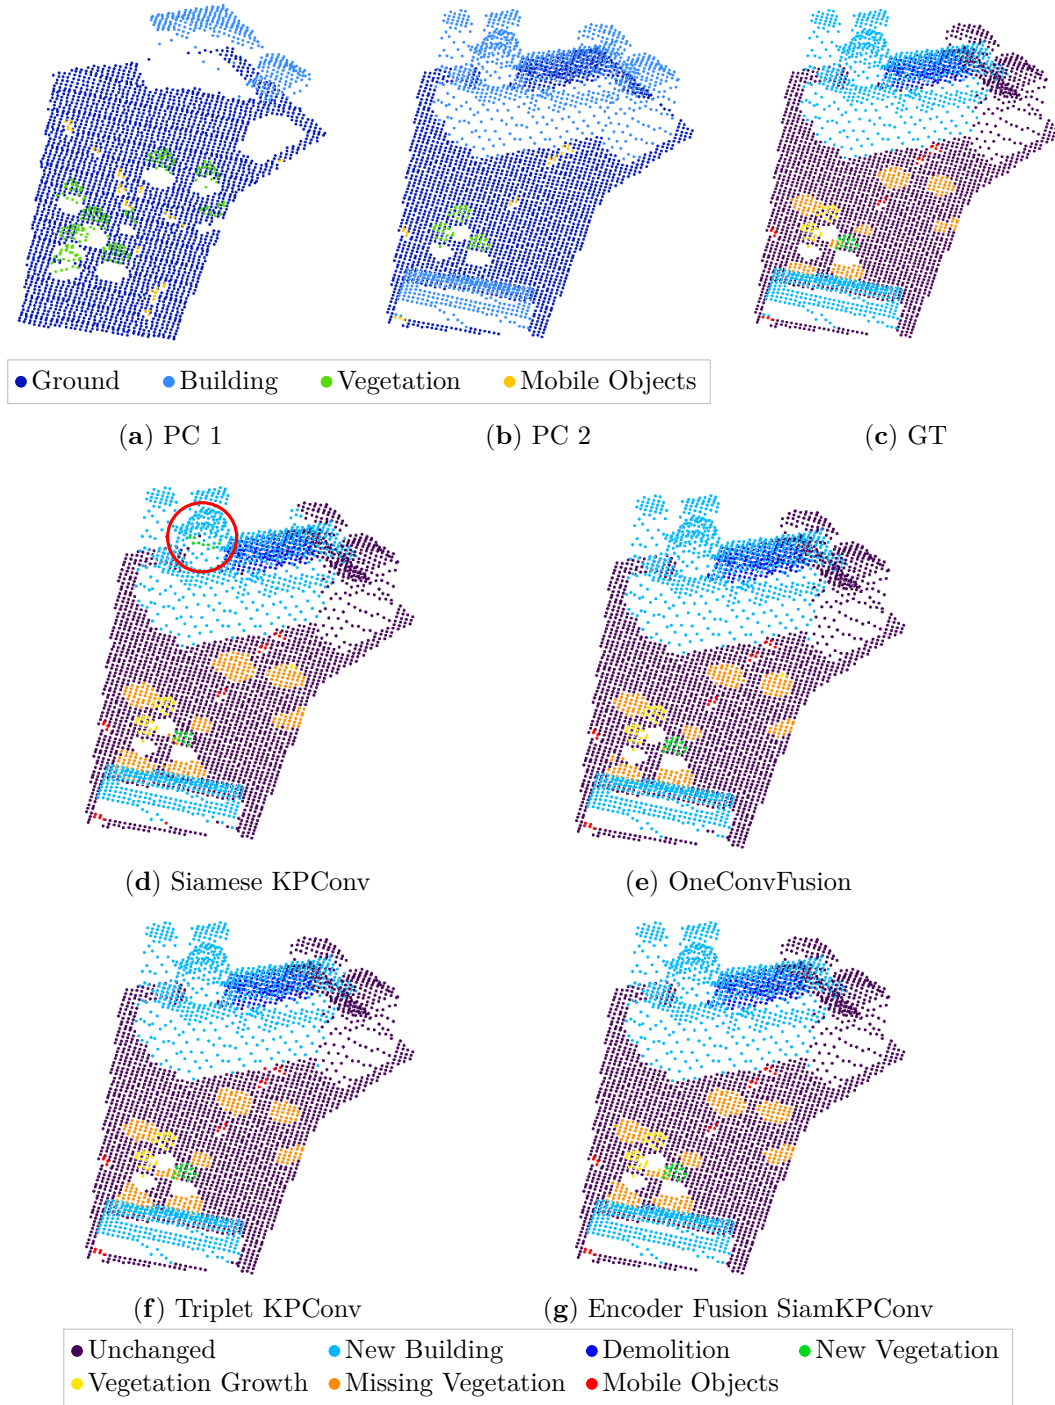 Ground Building Vegetation Mobile Objects
(a) PC 1
(b) PC 2
(c) GT
(d) Siamese KPConv
(e) OneConvFusion
(f) Triplet KPConv
(g) Encoder Fusion SiamKPConv
Unchanged New Building Demolition New Vegetation
Vegetation Growth Missing Vegetation Mobile Objects